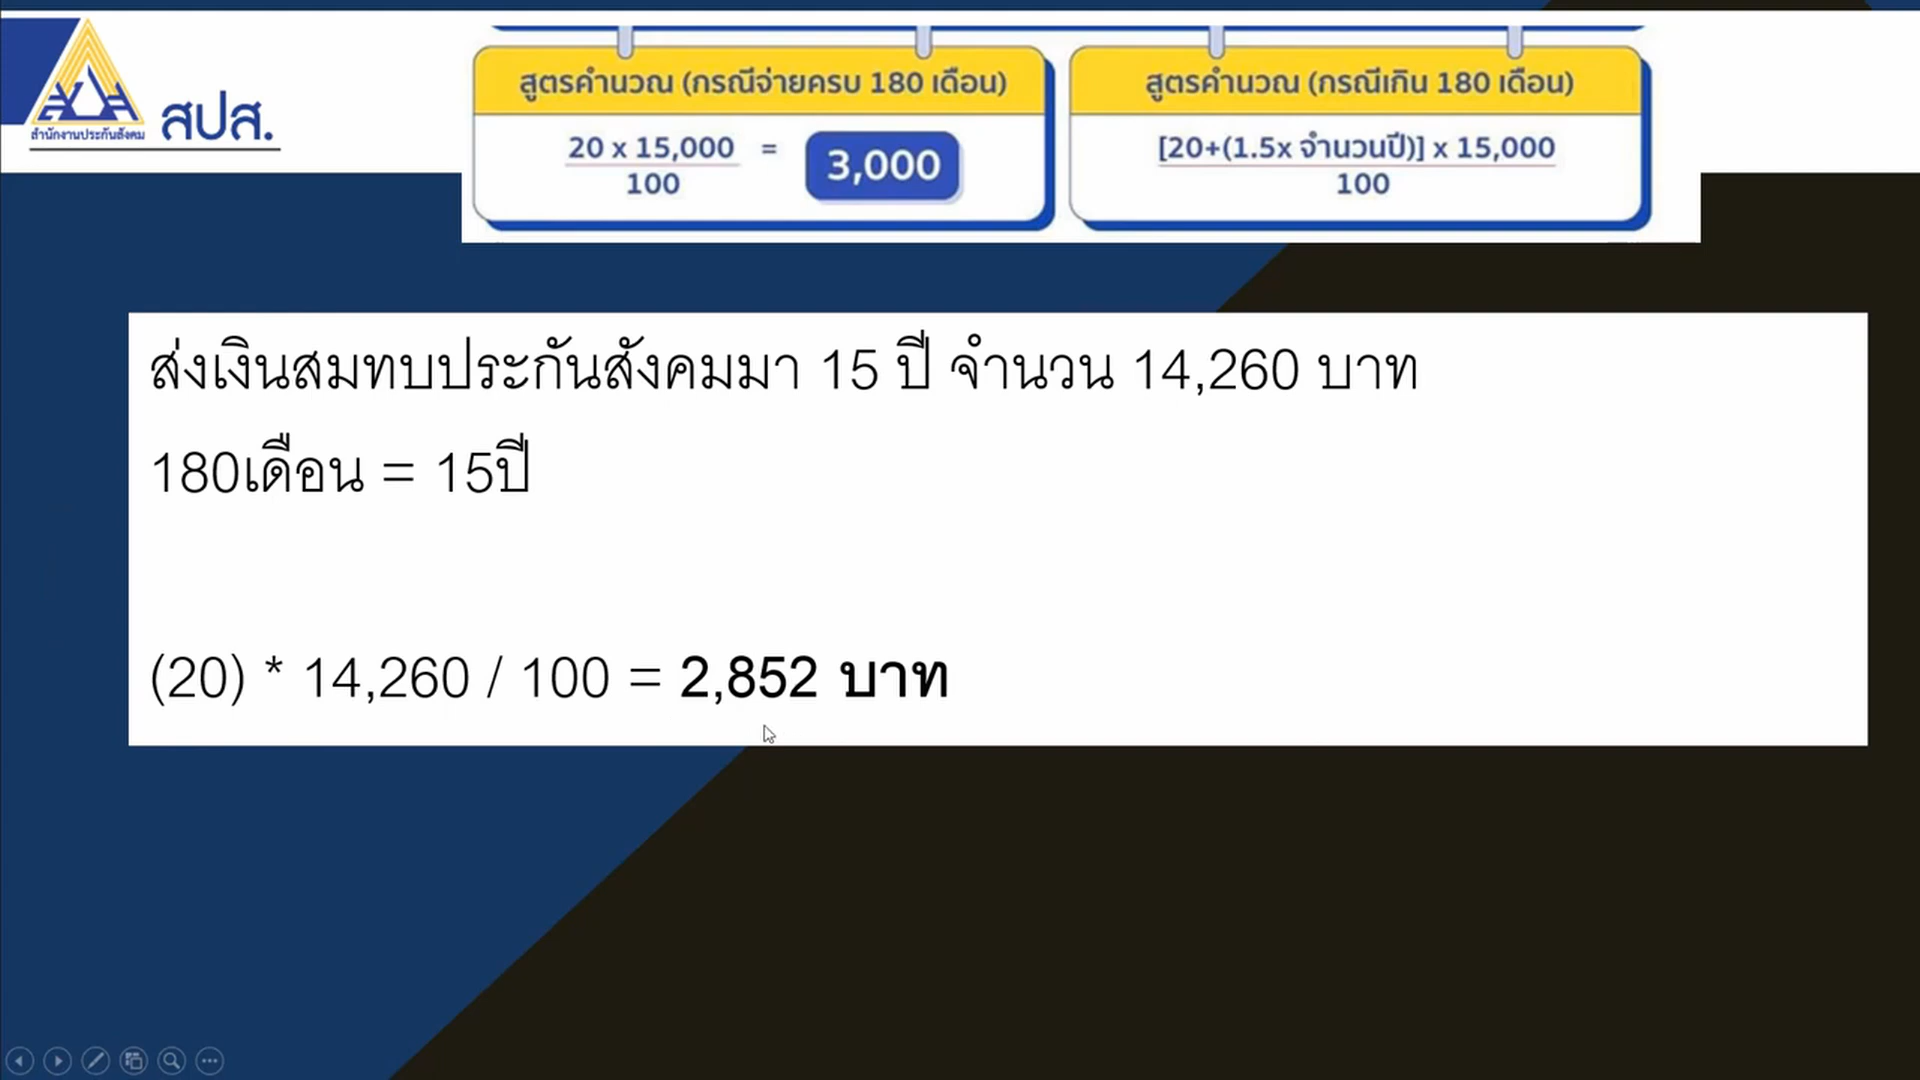 สปส.
สำนักงานประกันสังคม
สูตรคำนวณ (กรณีจ่ายครบ 180 เดือน)
20 x 15,000
100
= 3,000
สูตรคำนวณ (กรณีเกิน 180 เดือน)
[20+(1.5x จำนวนปี)] x 15,000
100
ส่งเงินสมทบประกันสังคมมา 15 ปี จำนวน 14,260 บาท
180เดือน = 15ปี
(20) * 14,260 / 100 = 2,852 บาท